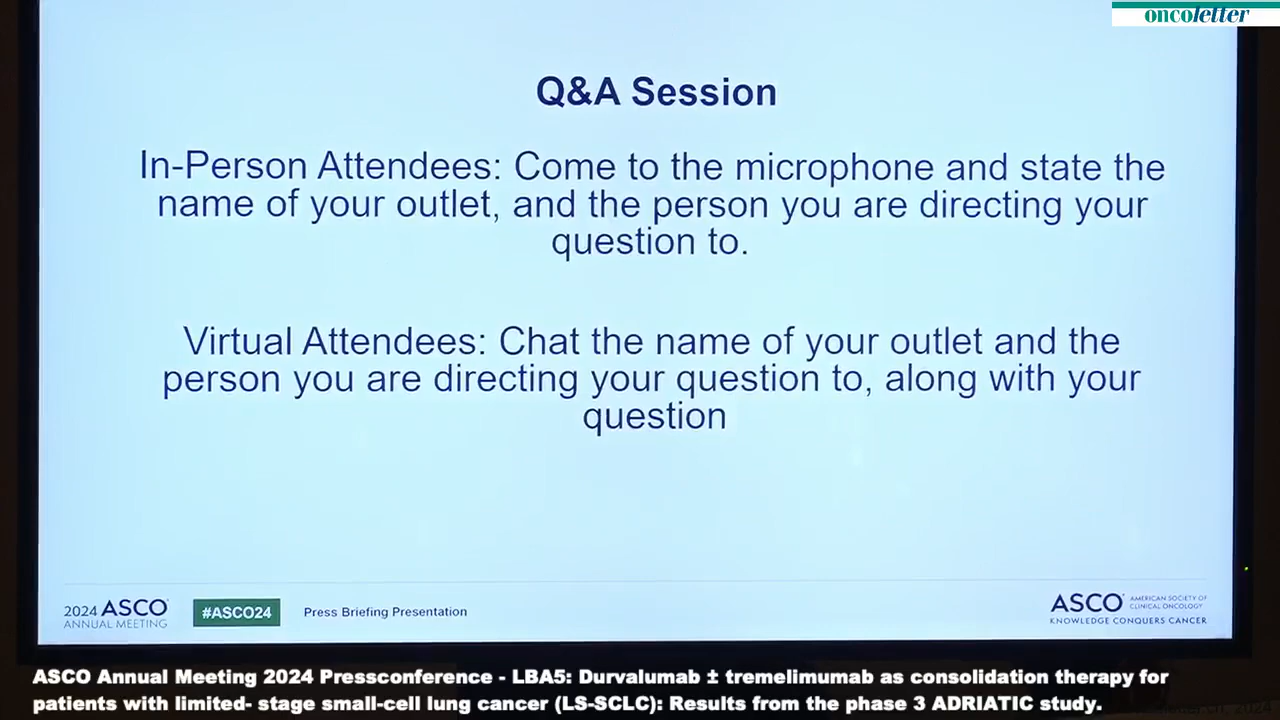 oncoletter
Q&A Session
In-Person Attendees: Come to the microphone and state the
name of your outlet, and the person you are directing your
question to.
Virtual Attendees: Chat the name of your outlet and the
person you are directing your question to, along with your
question
2024 ASCO
ANNUAL MEETING
#ASCO24
Press Briefing Presentation
ASCO AMERICAN SOCIETY OF
CLINICAL ONCOLOGY
KNOWLEDGE CONQUERS CANCER
ASCO Annual Meeting 2024 Pressconference - LBA5: Durvalumab ± tremelimumab as consolidation therapy for
patients with limited- stage small-cell lung cancer (LS-SCLC): Results from the phase 3 ADRIATIC study.